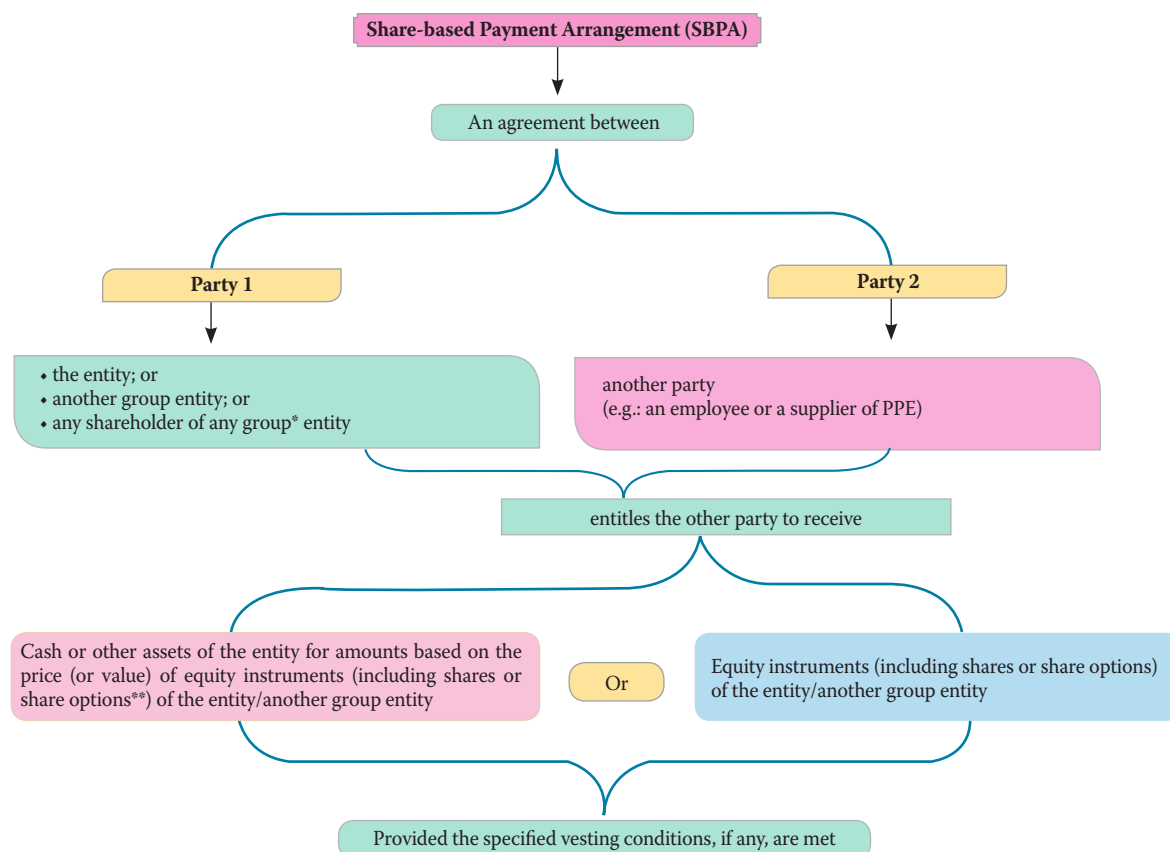 Share-based Payment Arrangement (SBPA)
An agreement between
Party 1
Party 2
• the entity; or
• another group entity; or
• any shareholder of any group* entity
another party
(e.g.: an employee or a supplier of PPE)
entitles the other party to receive
Cash or other assets of the entity for amounts based on the
price (or value) of equity instruments (including shares or
share options**) of the entity/another group entity
Or
Equity instruments (including shares or share options)
of the entity/another group entity
Provided the specified vesting conditions, if any, are met